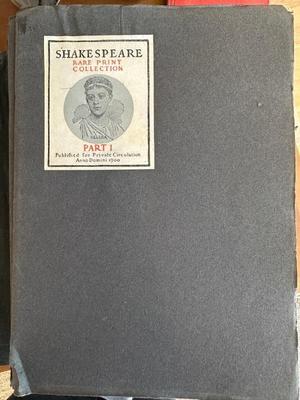 SHAKESPEARE
RARE PRINT
COLLECTION
PART I
Published for Private Circulation
Anno Domini 1900